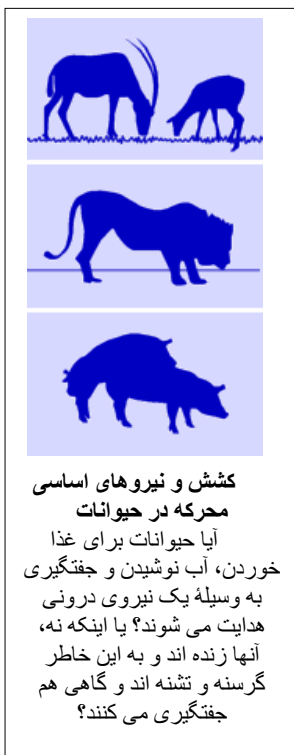 کشش و نیروهای اساسی
محرکه در حیوانات
آیا حیوانات برای غذا
خوردن، آب نوشیدن و جفتگیری
به وسیلۀ یک نیروی درونی
هدایت می شوند؟ یا اینکه نه،
آنها زنده اند و به این خاطر
گرسنه و تشنه اند و گاهی هم
جفتگیری می کنند؟